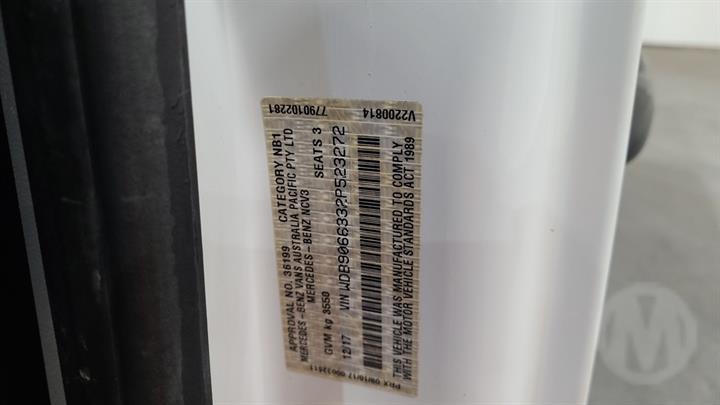 7790102281 V2200814
APPROVAL NO. 36199 CATEGORY NB1
MERCEDES-BENZ VANS AUSTRALIA PACIFIC PTY LTD
MERCEDES-BENZ NCV3
GVM kg 3550 SEATS 3
VIN WDB9066332P523272
12/17
THIS VEHICLE WAS MANUFACTURED TO COMPLY
WITH THE MOTOR VEHICLE STANDARDS ACT 1989
M